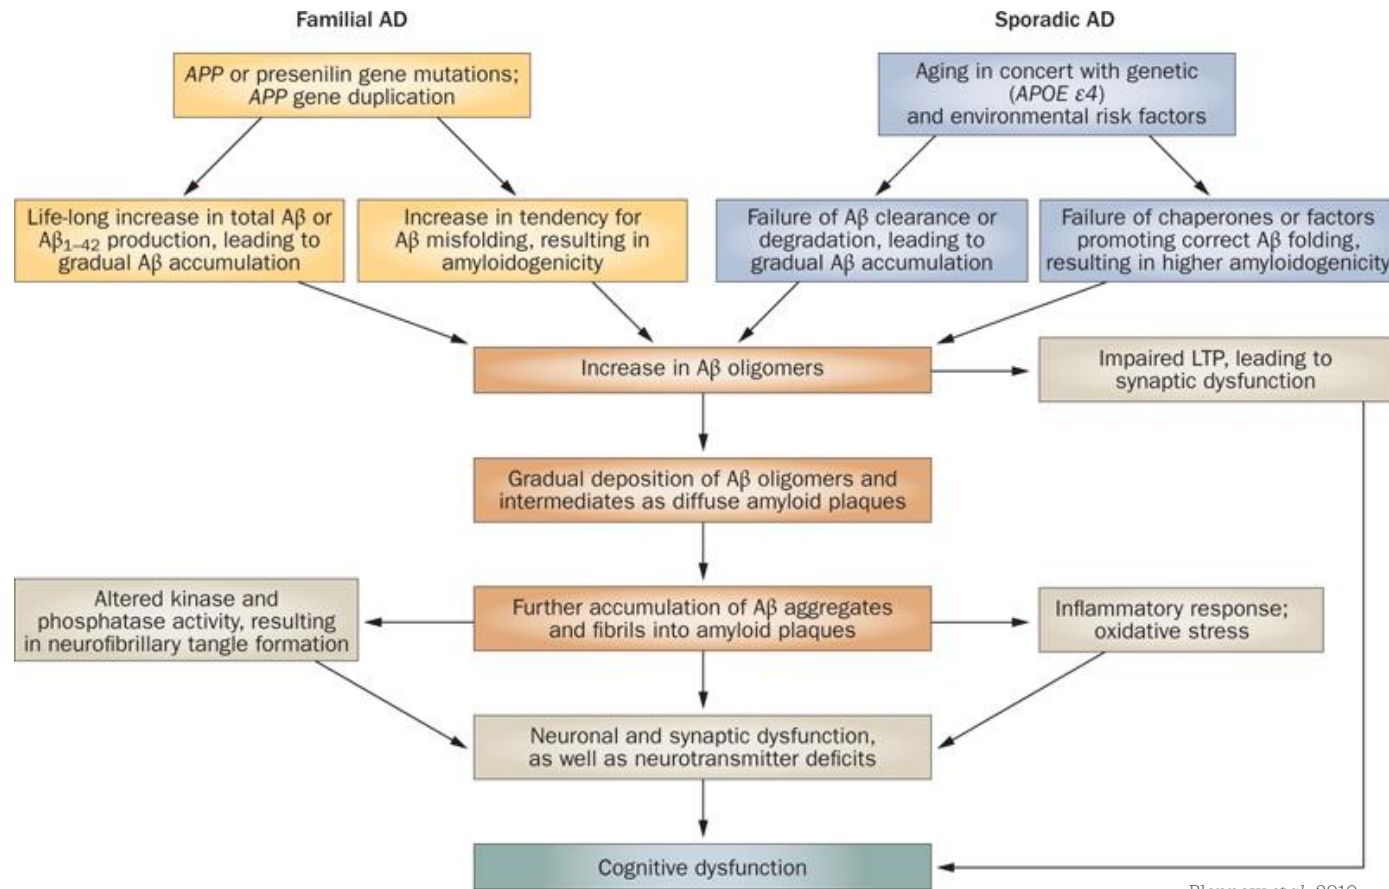 Familial AD
Sporadic AD
APP or presenilin gene mutations;
APP gene duplication
Aging in concert with genetic
(APOE ε4)
and environmental risk factors
Life-long increase in total Aβ or
Aβ1–42 production, leading to
gradual Aβ accumulation
Increase in tendency for
Aβ misfolding, resulting in
amyloidogenicity
Failure of Aβ clearance or
degradation, leading to
gradual Aβ accumulation
Failure of chaperones or factors
promoting correct Aβ folding,
resulting in higher amyloidogenicity
Increase in Aβ oligomers
Impaired LTP, leading to
synaptic dysfunction
Gradual deposition of Aβ oligomers and
intermediates as diffuse amyloid plaques
Altered kinase and
phosphatase activity, resulting
in neurofibrillary tangle formation
Further accumulation of Aβ aggregates
and fibrils into amyloid plaques
Inflammatory response;
oxidative stress
Neuronal and synaptic dysfunction,
as well as neurotransmitter deficits
Cognitive dysfunction